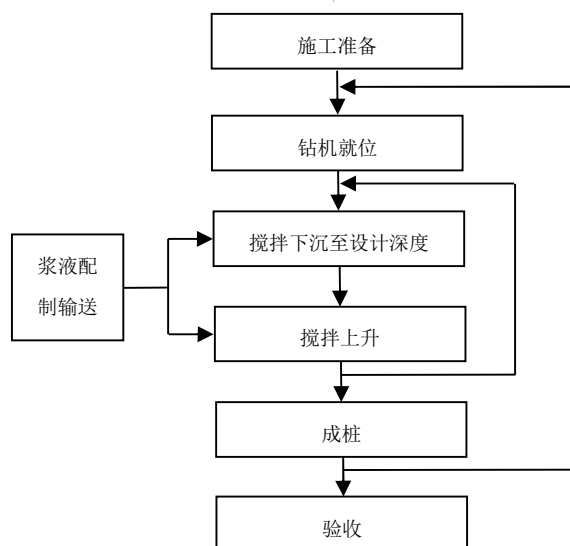 施工准备
钻机就位
搅拌下沉至设计深度
浆液配
制输送
搅拌上升
成桩
验收